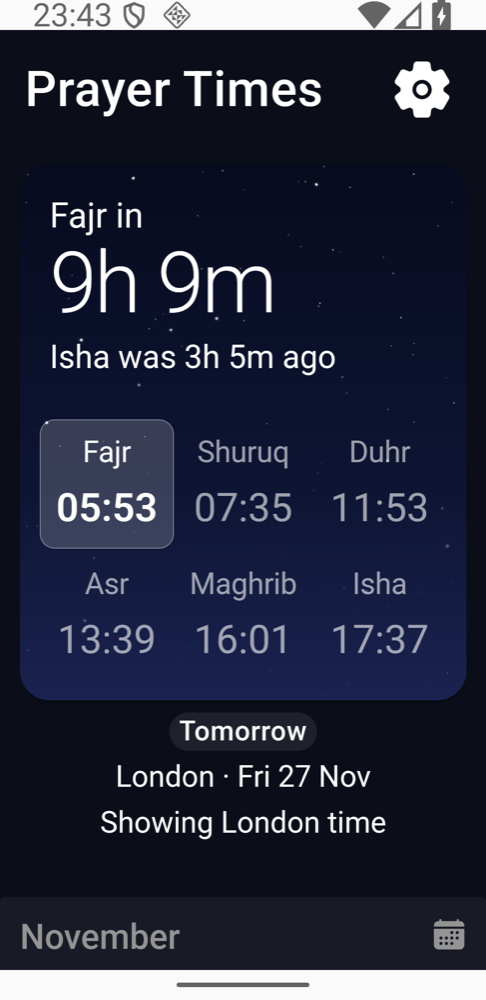 23:43
Prayer Times
Fajr in
9h 9m
Isha was 3h 5m ago
Fajr Shuruq Duhr
05:53 07:35 11:53
Asr Maghrib Isha
13:39 16:01 17:37
Tomorrow
London · Fri 27 Nov
Showing London time
November